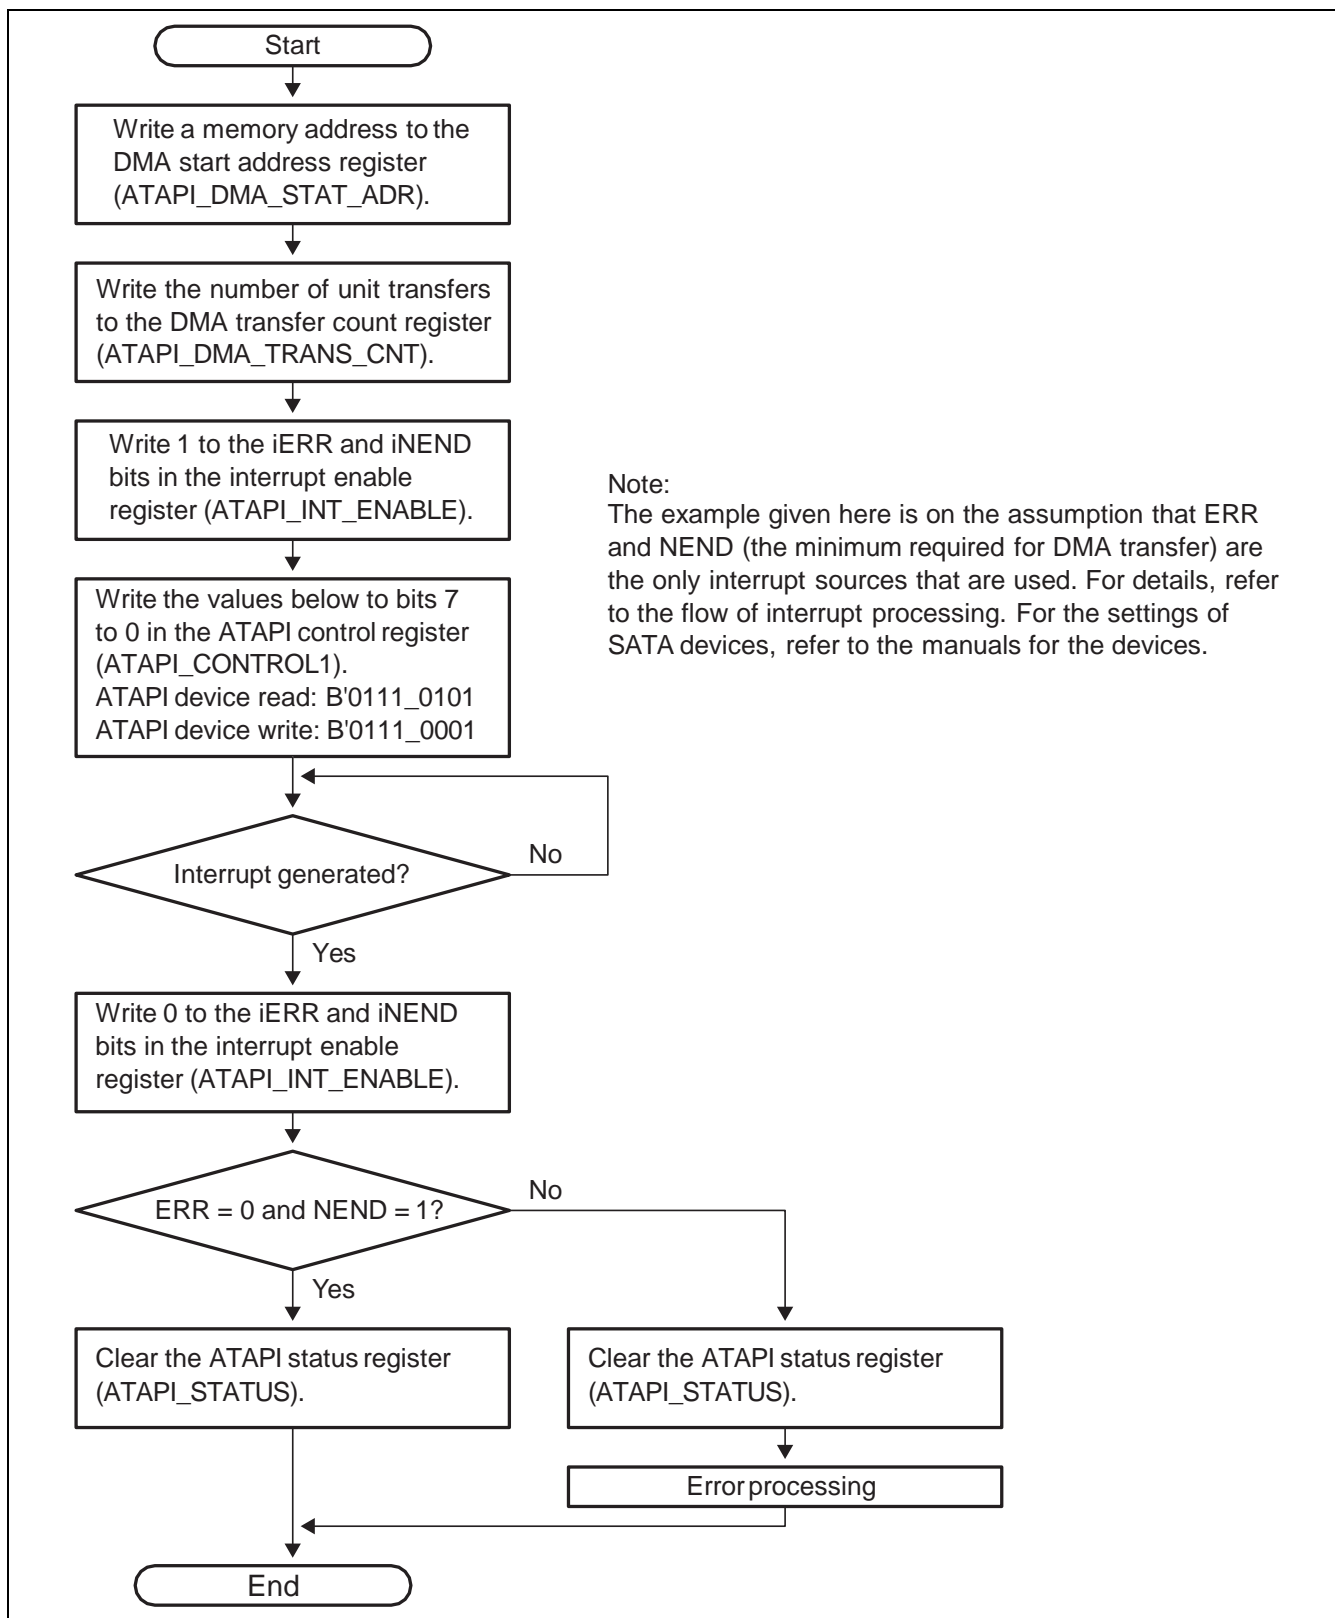 Start
Write a memory address to the
DMA start address register
(ATAPI_DMA_STAT_ADR).
Write the number of unit transfers
to the DMA transfer count register
(ATAPI_DMA_TRANS_CNT).
Write 1 to the iERR and iNEND
bits in the interrupt enable
register (ATAPI_INT_ENABLE).
Note:
The example given here is on the assumption that ERR
and NEND (the minimum required for DMA transfer) are
the only interrupt sources that are used. For details, refer
to the flow of interrupt processing. For the settings of
SATA devices, refer to the manuals for the devices.
Write the values below to bits 7
to 0 in the ATAPI control register
(ATAPI_CONTROL1).
ATAPI device read: B'0111_0101
ATAPI device write: B'0111_0001
Interrupt generated?
No
Yes
Write 0 to the iERR and iNEND
bits in the interrupt enable
register (ATAPI_INT_ENABLE).
ERR = 0 and NEND = 1?
No
Yes
Clear the ATAPI status register
(ATAPI_STATUS).
Clear the ATAPI status register
(ATAPI_STATUS).
Error processing
End